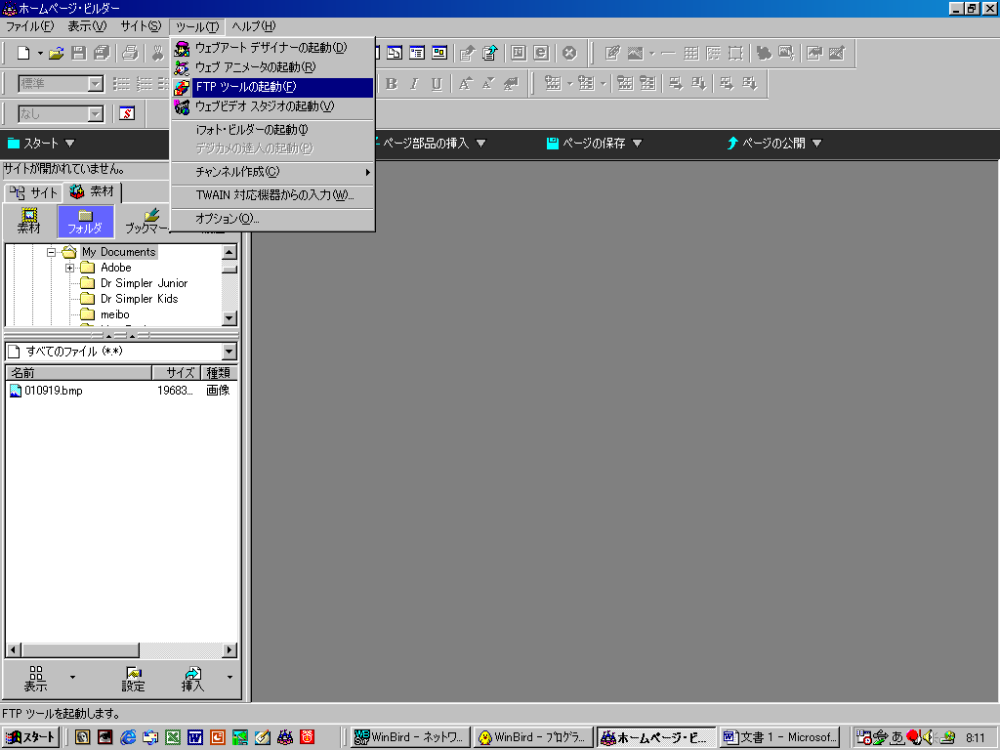 ホームページ・ビルダー
ファイル(F) 表示(V) サイト(S) ツール(T) ヘルプ(H)
ウェブアート デザイナーの起動(D)
ウェブ アニメータの起動(R)
FTP ツールの起動(F)
ウェブビデオ スタジオの起動(V)
iフォト・ビルダーの起動(I)
デジカメの達人の起動(P)
チャンネル作成(C)
TWAIN 対応機器からの入力(W)...
オプション(O)...
標準
B I U A A
なし
スタート ページ部品の挿入 ページの保存 ページの公開
サイトが開かれていません。
サイト 素材
素材 フォルダ ブックマー
My Documents
Adobe
Dr Simpler Junior
Dr Simpler Kids
meibo
すべてのファイル (*.*)
名前 サイズ 種類
010919.bmp 19683... 画像
表示 設定 挿入
FTP ツールを起動します。
スタート WinBird - ネットワ... WinBird - プログラ... ホームページ・ビ... 文書 1 - Microsof... あ 8:11